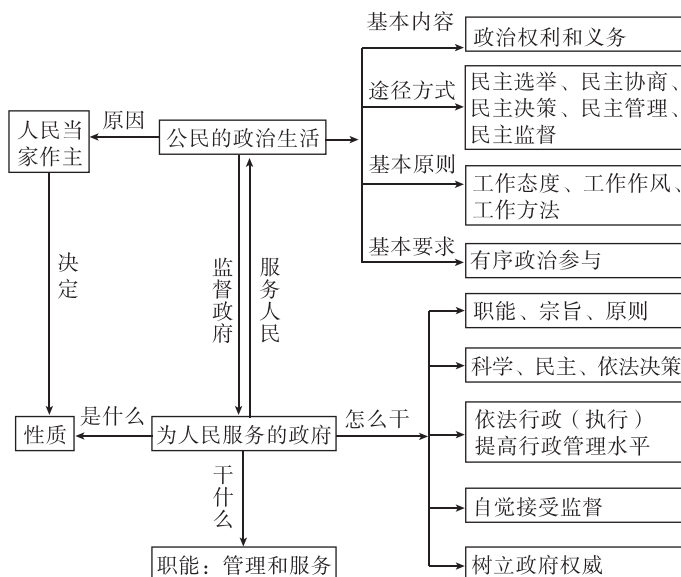 基本内容
政治权利和义务
途径方式
民主选举、民主协商、
民主决策、民主管理、
民主监督
人民当
家作主
原因
公民的政治生活
基本原则
工作态度、工作作风、
工作方法
基本要求
有序政治参与
决定
监督政府
服务人民
职能、宗旨、原则
科学、民主、依法决策
性质
是什么
为人民服务的政府
怎么干
依法行政（执行）
提高行政管理水平
干什么
自觉接受监督
职能：管理和服务
树立政府权威